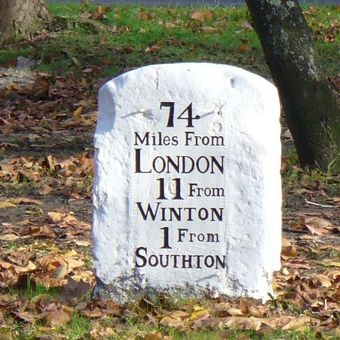 74
Miles From
LONDON
11 From
WINTON
1 From
SOUTHTON